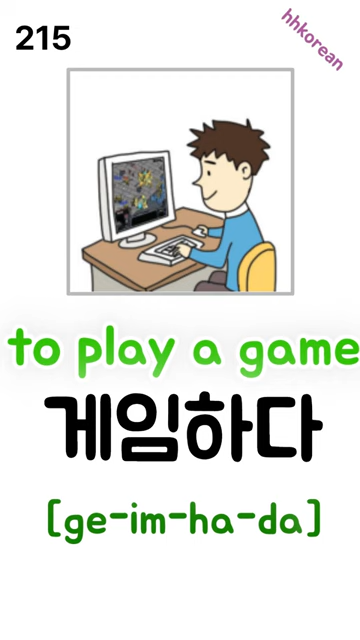 215
hhkorean
to play a game
게임하다
[ge-im-ha-da]